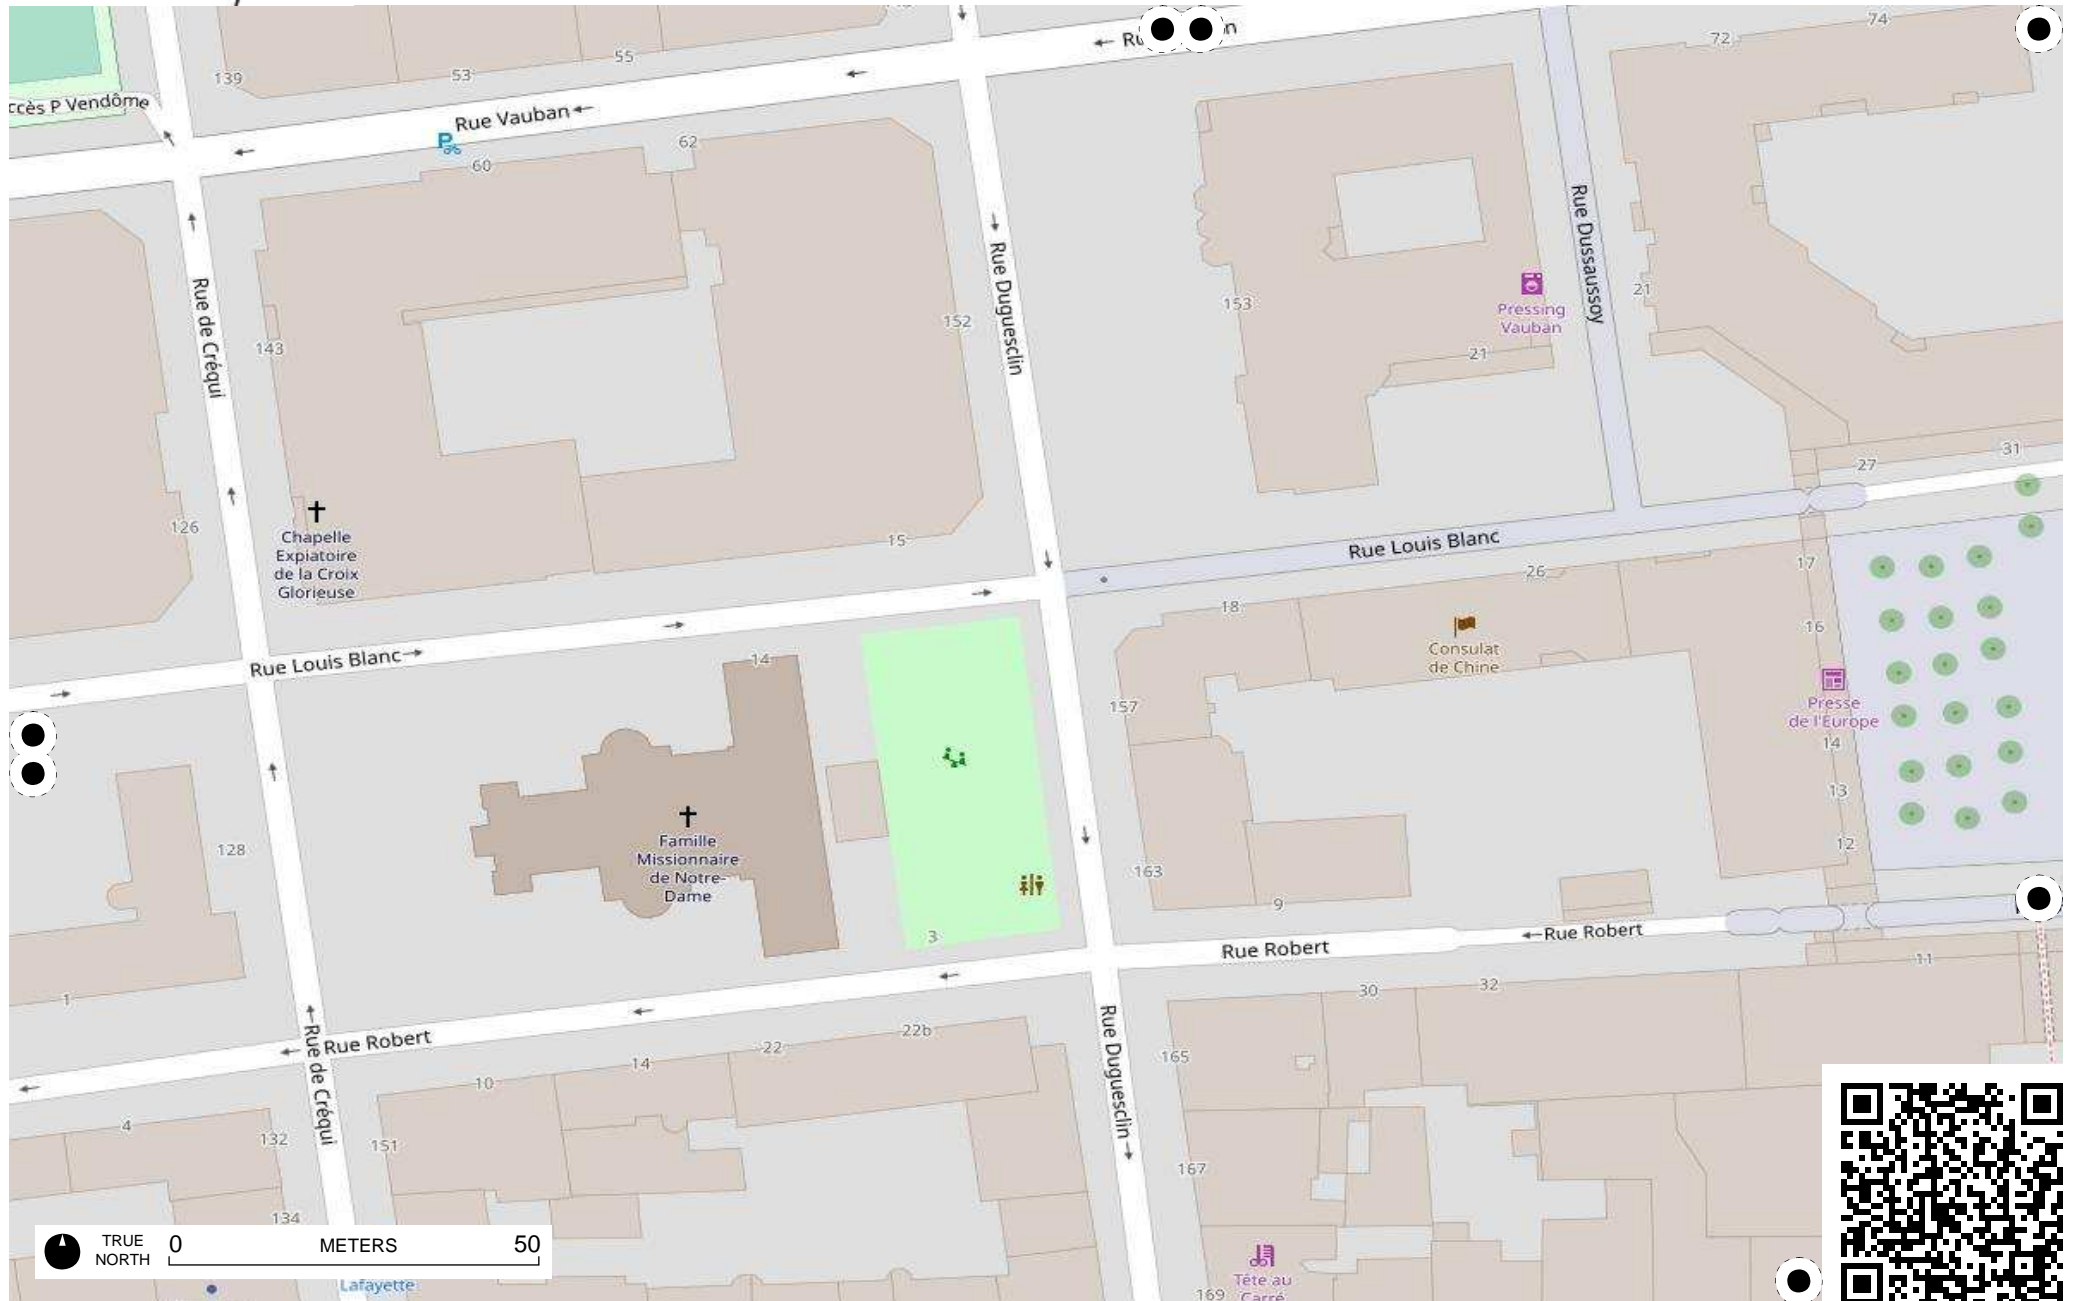 74
72
Ru
n
55
53
139
ccès P Vendôme
Rue Vauban
60
62
Rue Dussaussoy
Rue Duguesclin
Rue de Créqui
21
153
Pressing
Vauban
152
143
21
31
27
126
Chapelle
Expiatoire
de la Croix
Glorieuse
15
Rue Louis Blanc
26
17
18
16
Consulat
de Chine
Rue Louis Blanc
14
157
Presse
de l'Europe
14
13
128
Famille
Missionnaire
de Notre-
Dame
12
163
9
3
Rue Robert
Rue Robert
11
1
30
32
Rue Robert
22b
Rue de Créqui
Rue Duguesclin
22
14
10
165
4
132
151
167
134
TRUE
NORTH
0
METERS
50
Lafayette
Tête au
Carré
169